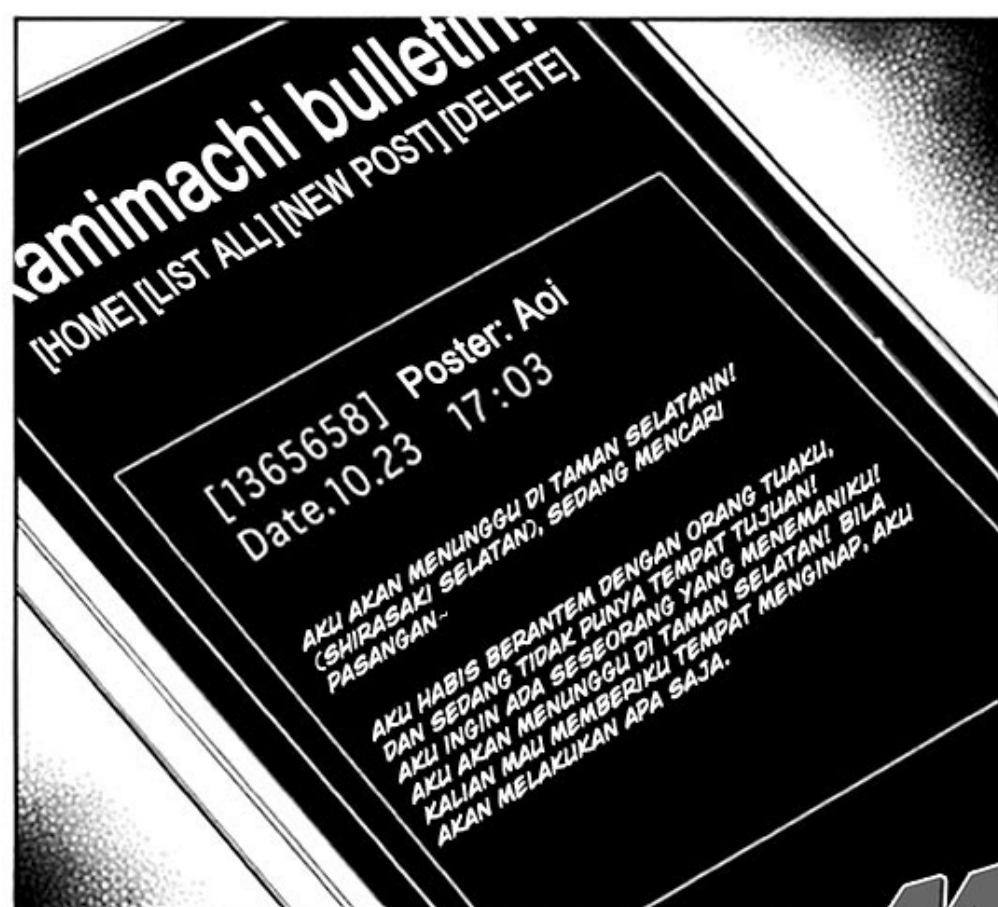 kamimachi bulletin
[HOME] [LIST ALL] [NEW POST] [DELETE]
[1365658] Poster: Aoi
Date.10.23 17:03
AKU AKAN MENUNGGU DI TAMAN SELATANN!
(SHIRASAKI SELATAN), SEDANG MENCARI
PASANGAN~
AKU HABIS BERANTEM DENGAN ORANG TUAKU,
DAN SEDANG TIDAK PUNYA TEMPAT TUJUAN!
AKU INGIN ADA SESEORANG YANG MENEMANIKU!
AKU AKAN MENUNGGU DI TAMAN SELATAN! BILA
KALIAN MAU MEMBERIKU TEMPAT MENGINAP, AKU
AKAN MELAKUKAN APA SAJA.